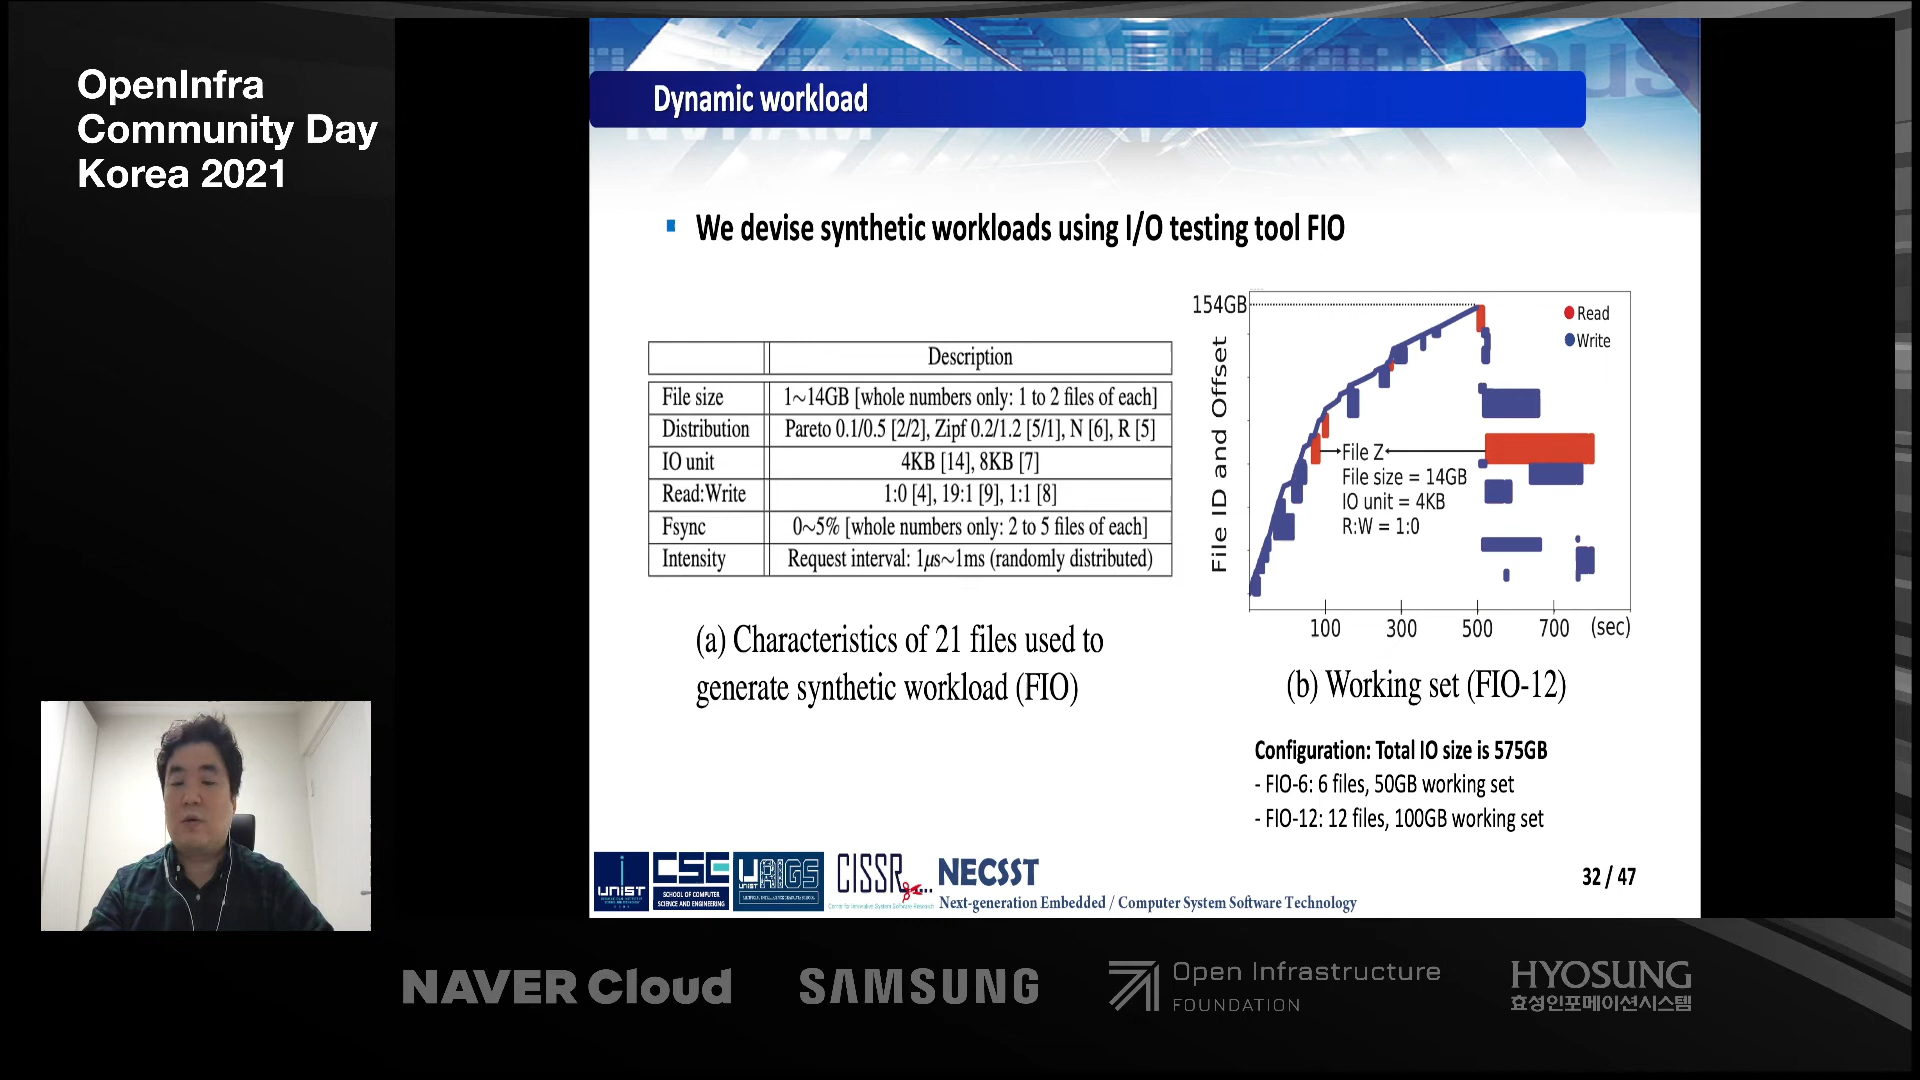 OpenInfra
Community Day
Korea 2021
Dynamic workload
We devise synthetic workloads using I/O testing tool FIO
Description
File size 1~14GB [whole numbers only: 1 to 2 files of each]
Distribution Pareto 0.1/0.5 [2/2], Zipf 0.2/1.2 [5/1], N [6], R [5]
IO unit 4KB [14], 8KB [7]
Read:Write 1:0 [4], 19:1 [9], 1:1 [8]
Fsync 0~5% [whole numbers only: 2 to 5 files of each]
Intensity Request interval: 1μs~1ms (randomly distributed)
(a) Characteristics of 21 files used to
generate synthetic workload (FIO)
154GB
Read
Write
File ID and Offset
File Z
File size = 14GB
IO unit = 4KB
R:W = 1:0
100 300 500 700 (sec)
(b) Working set (FIO-12)
Configuration: Total IO size is 575GB
- FIO-6: 6 files, 50GB working set
- FIO-12: 12 files, 100GB working set
UNIST
CSE
SCHOOL OF COMPUTER
SCIENCE AND ENGINEERING
UNIST
CISSR
NECSST
Next-generation Embedded / Computer System Software Technology
32 / 47
NAVER Cloud
SAMSUNG
Open Infrastructure
FOUNDATION
HYOSUNG
효성인포메이션시스템